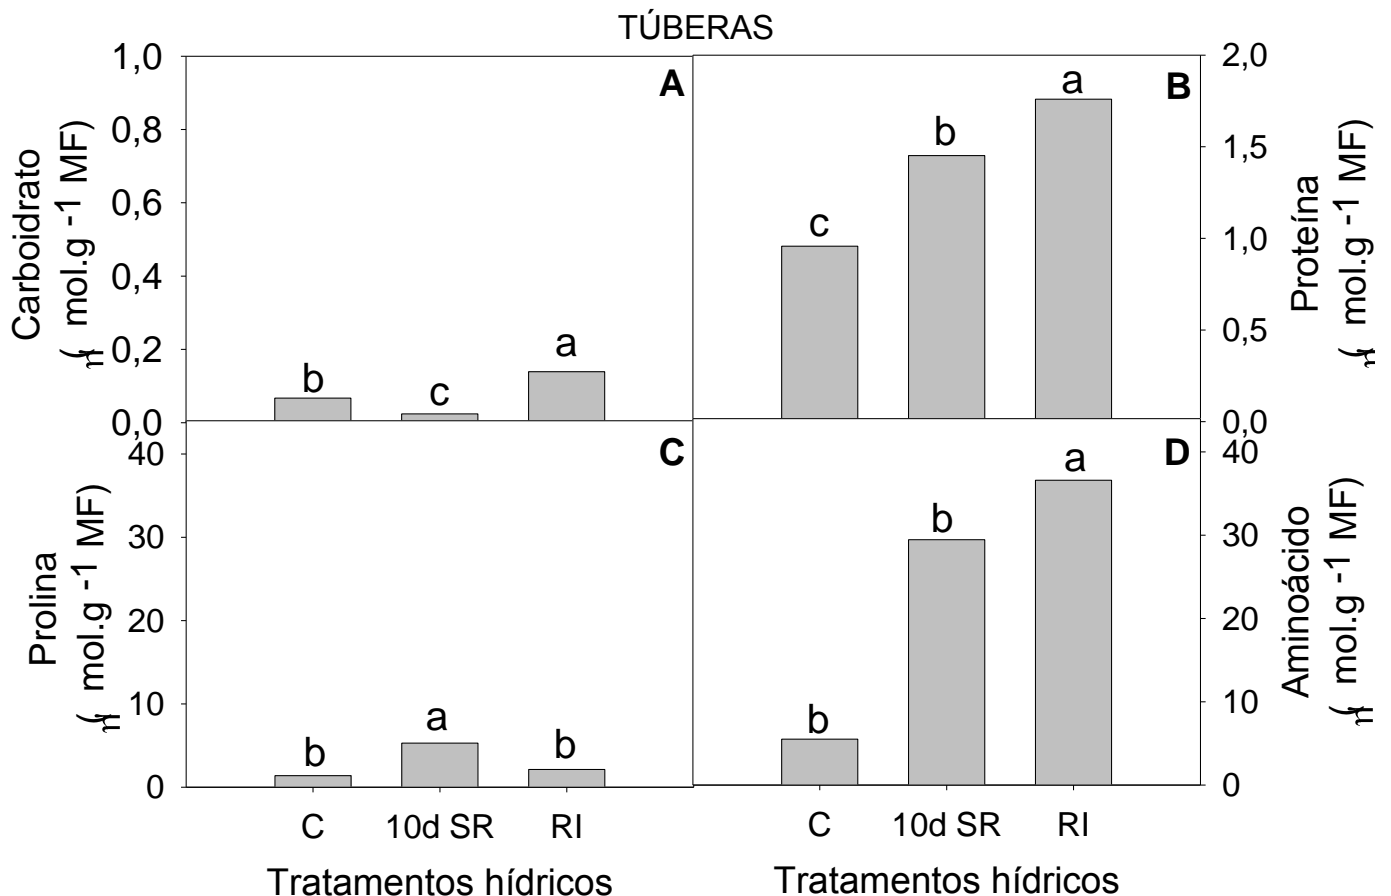 TÚBERAS
A
1,0
0,8
0,6
0,4
0,2
0,0
Carboidrato
(η mol.g -1 MF)
b
c
a
B
2,0
1,5
1,0
0,5
0,0
Proteína
(η mol.g -1 MF)
c
b
a
C
40
30
20
10
0
Prolina
(η mol.g -1 MF)
b
a
b
C
10d SR
RI
Tratamentos hídricos
D
40
30
20
10
0
Aminoácido
(η mol.g -1 MF)
b
b
a
C
10d SR
RI
Tratamentos hídricos